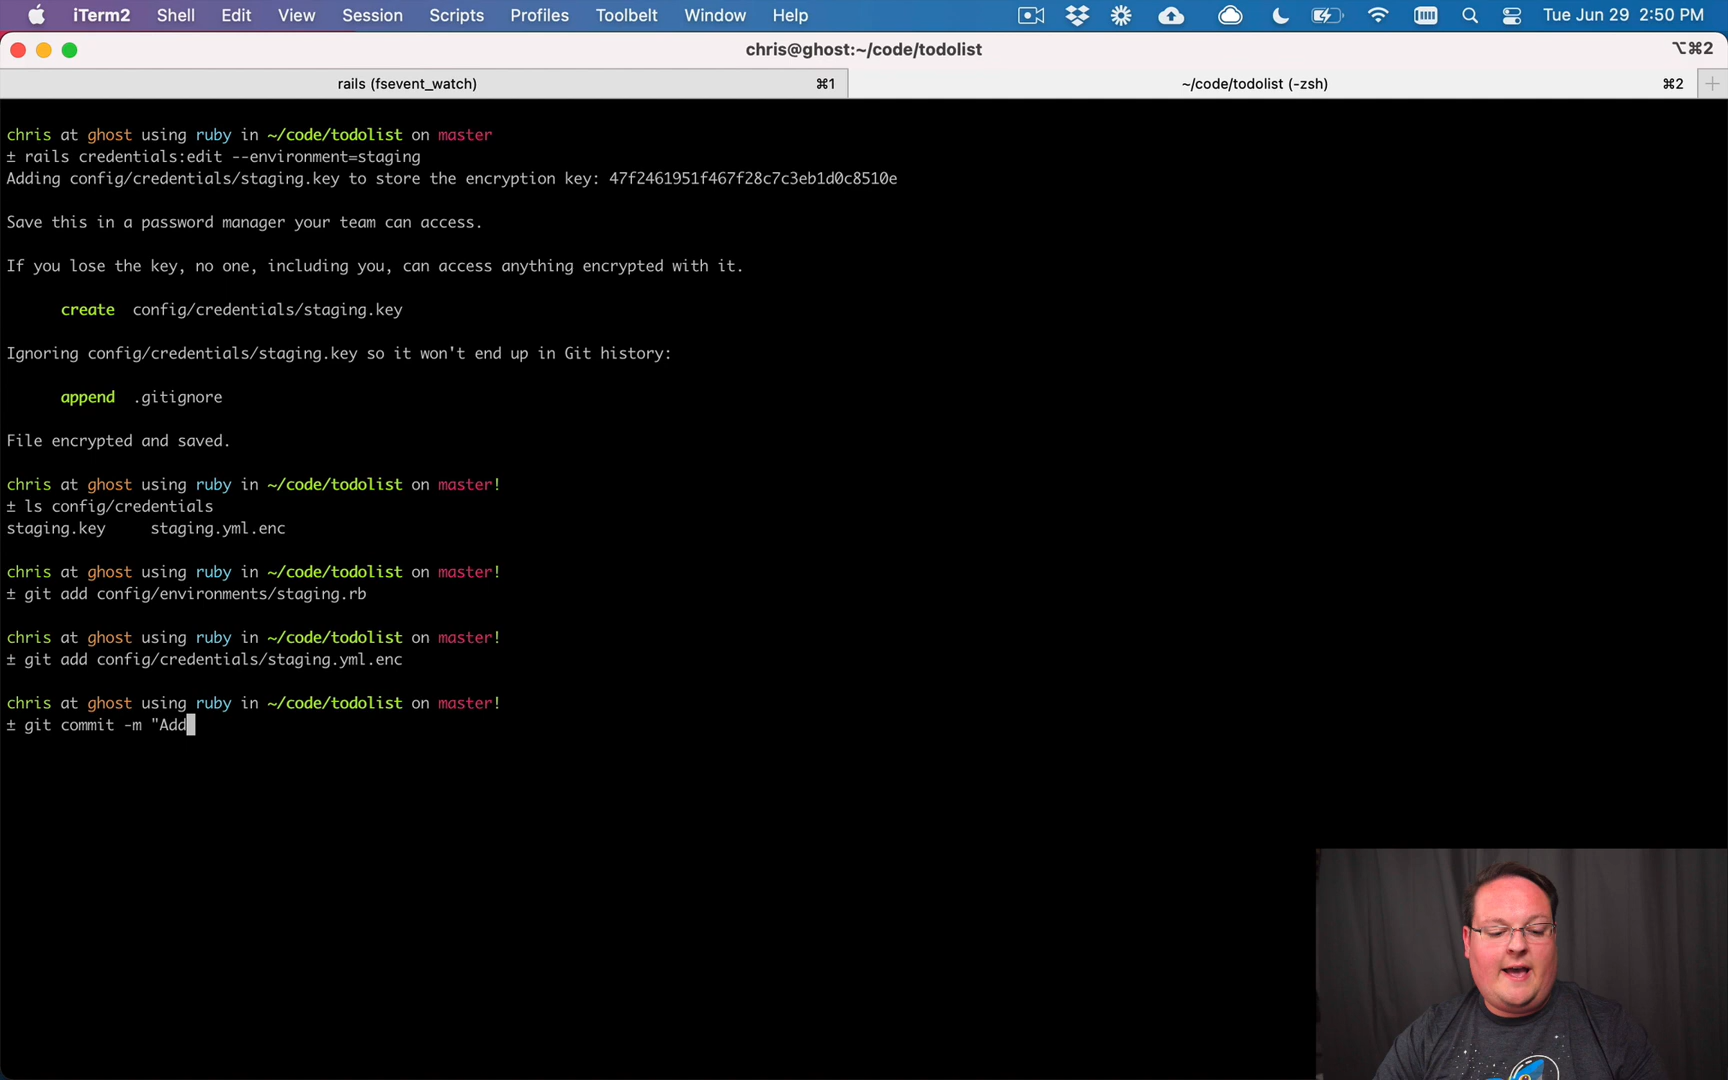 iTerm2 Shell Edit View Session Scripts Profiles Toolbelt Window Help Tue Jun 29 2:50 PM
chris@ghost:~/code/todolist ⌥⌘2
rails (fsevent_watch) ⌘1 ~/code/todolist (-zsh) ⌘2
chris at ghost using ruby in ~/code/todolist on master
± rails credentials:edit --environment=staging
Adding config/credentials/staging.key to store the encryption key: 47f2461951f467f28c7c3eb1d0c8510e
Save this in a password manager your team can access.
If you lose the key, no one, including you, can access anything encrypted with it.
create config/credentials/staging.key
Ignoring config/credentials/staging.key so it won't end up in Git history:
append .gitignore
File encrypted and saved.
chris at ghost using ruby in ~/code/todolist on master!
± ls config/credentials
staging.key staging.yml.enc
chris at ghost using ruby in ~/code/todolist on master!
± git add config/environments/staging.rb
chris at ghost using ruby in ~/code/todolist on master!
± git add config/credentials/staging.yml.enc
chris at ghost using ruby in ~/code/todolist on master!
± git commit -m "Add